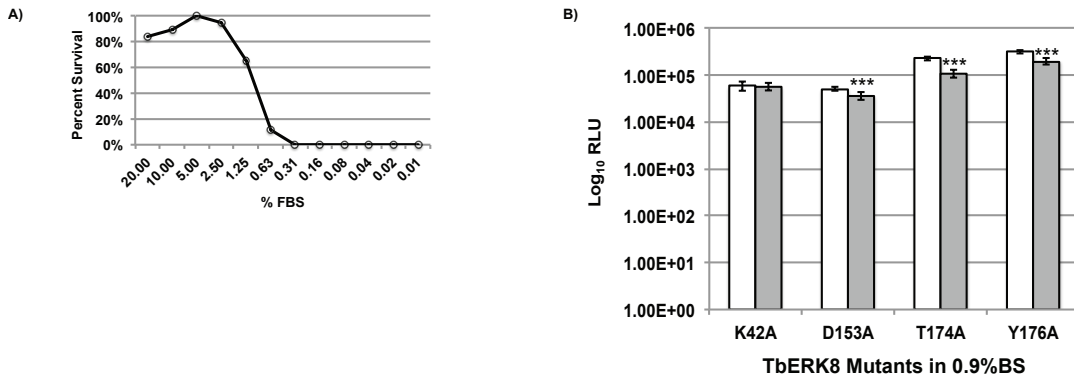 A)
Percent Survival
100%
80%
60%
40%
20%
0%
20.00 10.00 5.00 2.50 1.25 0.63 0.31 0.16 0.08 0.04 0.02 0.01
% FBS
B)
Log10 RLU
1.00E+06
1.00E+05
1.00E+04
1.00E+03
1.00E+02
1.00E+01
1.00E+00
*** *** ***
K42A D153A T174A Y176A
TbERK8 Mutants in 0.9%BS